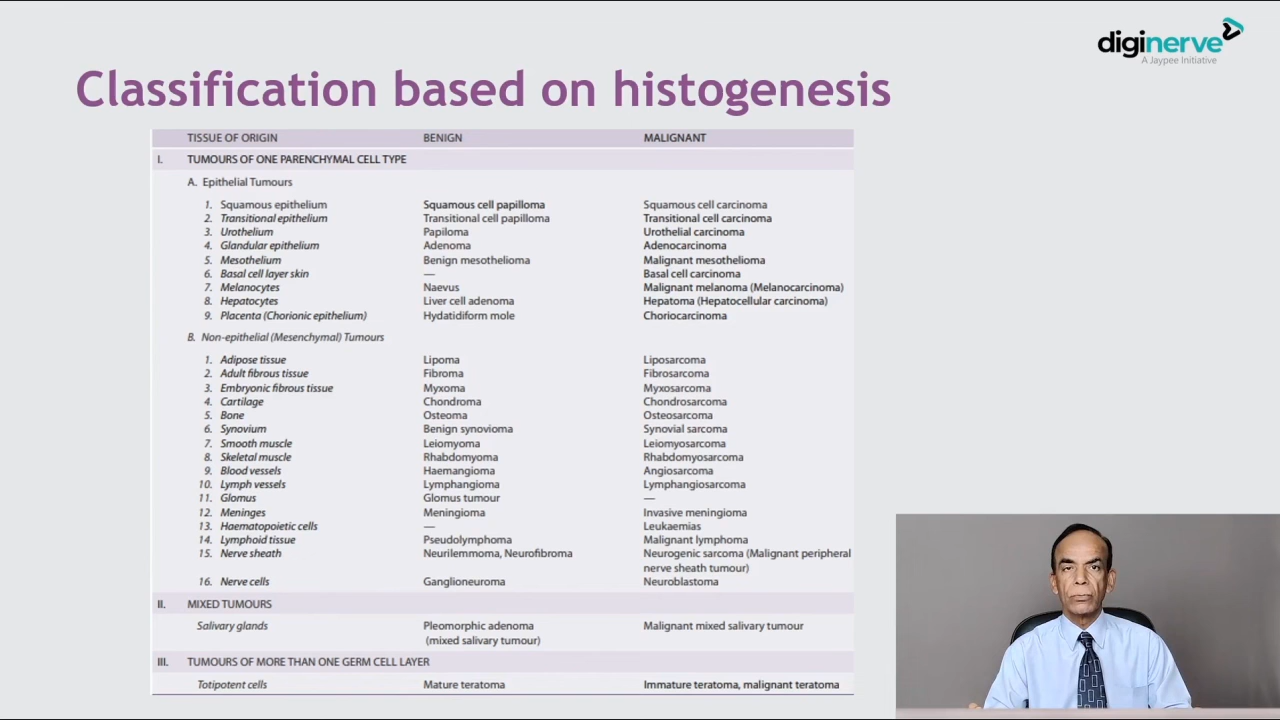 diginerve
A Jaypee Initiative
Classification based on histogenesis
TISSUE OF ORIGIN BENIGN MALIGNANT
I. TUMOURS OF ONE PARENCHYMAL CELL TYPE
A. Epithelial Tumours
1. Squamous epithelium Squamous cell papilloma Squamous cell carcinoma
2. Transitional epithelium Transitional cell papilloma Transitional cell carcinoma
3. Urothelium Papiloma Urothelial carcinoma
4. Glandular epithelium Adenoma Adenocarcinoma
5. Mesothelium Benign mesothelioma Malignant mesothelioma
6. Basal cell layer skin — Basal cell carcinoma
7. Melanocytes Naevus Malignant melanoma (Melanocarcinoma)
8. Hepatocytes Liver cell adenoma Hepatoma (Hepatocellular carcinoma)
9. Placenta (Chorionic epithelium) Hydatidiform mole Choriocarcinoma
B. Non-epithelial (Mesenchymal) Tumours
1. Adipose tissue Lipoma Liposarcoma
2. Adult fibrous tissue Fibroma Fibrosarcoma
3. Embryonic fibrous tissue Myxoma Myxosarcoma
4. Cartilage Chondroma Chondrosarcoma
5. Bone Osteoma Osteosarcoma
6. Synovium Benign synovioma Synovial sarcoma
7. Smooth muscle Leiomyoma Leiomyosarcoma
8. Skeletal muscle Rhabdomyoma Rhabdomyosarcoma
9. Blood vessels Haemangioma Angiosarcoma
10. Lymph vessels Lymphangioma Lymphangiosarcoma
11. Glomus Glomus tumour —
12. Meninges Meningioma Invasive meningioma
13. Haematopoietic cells — Leukaemias
14. Lymphoid tissue Pseudolymphoma Malignant lymphoma
15. Nerve sheath Neurilemmoma, Neurofibroma Neurogenic sarcoma (Malignant peripheral
nerve sheath tumour)
16. Nerve cells Ganglioneuroma Neuroblastoma
II. MIXED TUMOURS
Salivary glands Pleomorphic adenoma Malignant mixed salivary tumour
(mixed salivary tumour)
III. TUMOURS OF MORE THAN ONE GERM CELL LAYER
Totipotent cells Mature teratoma Immature teratoma, malignant teratoma